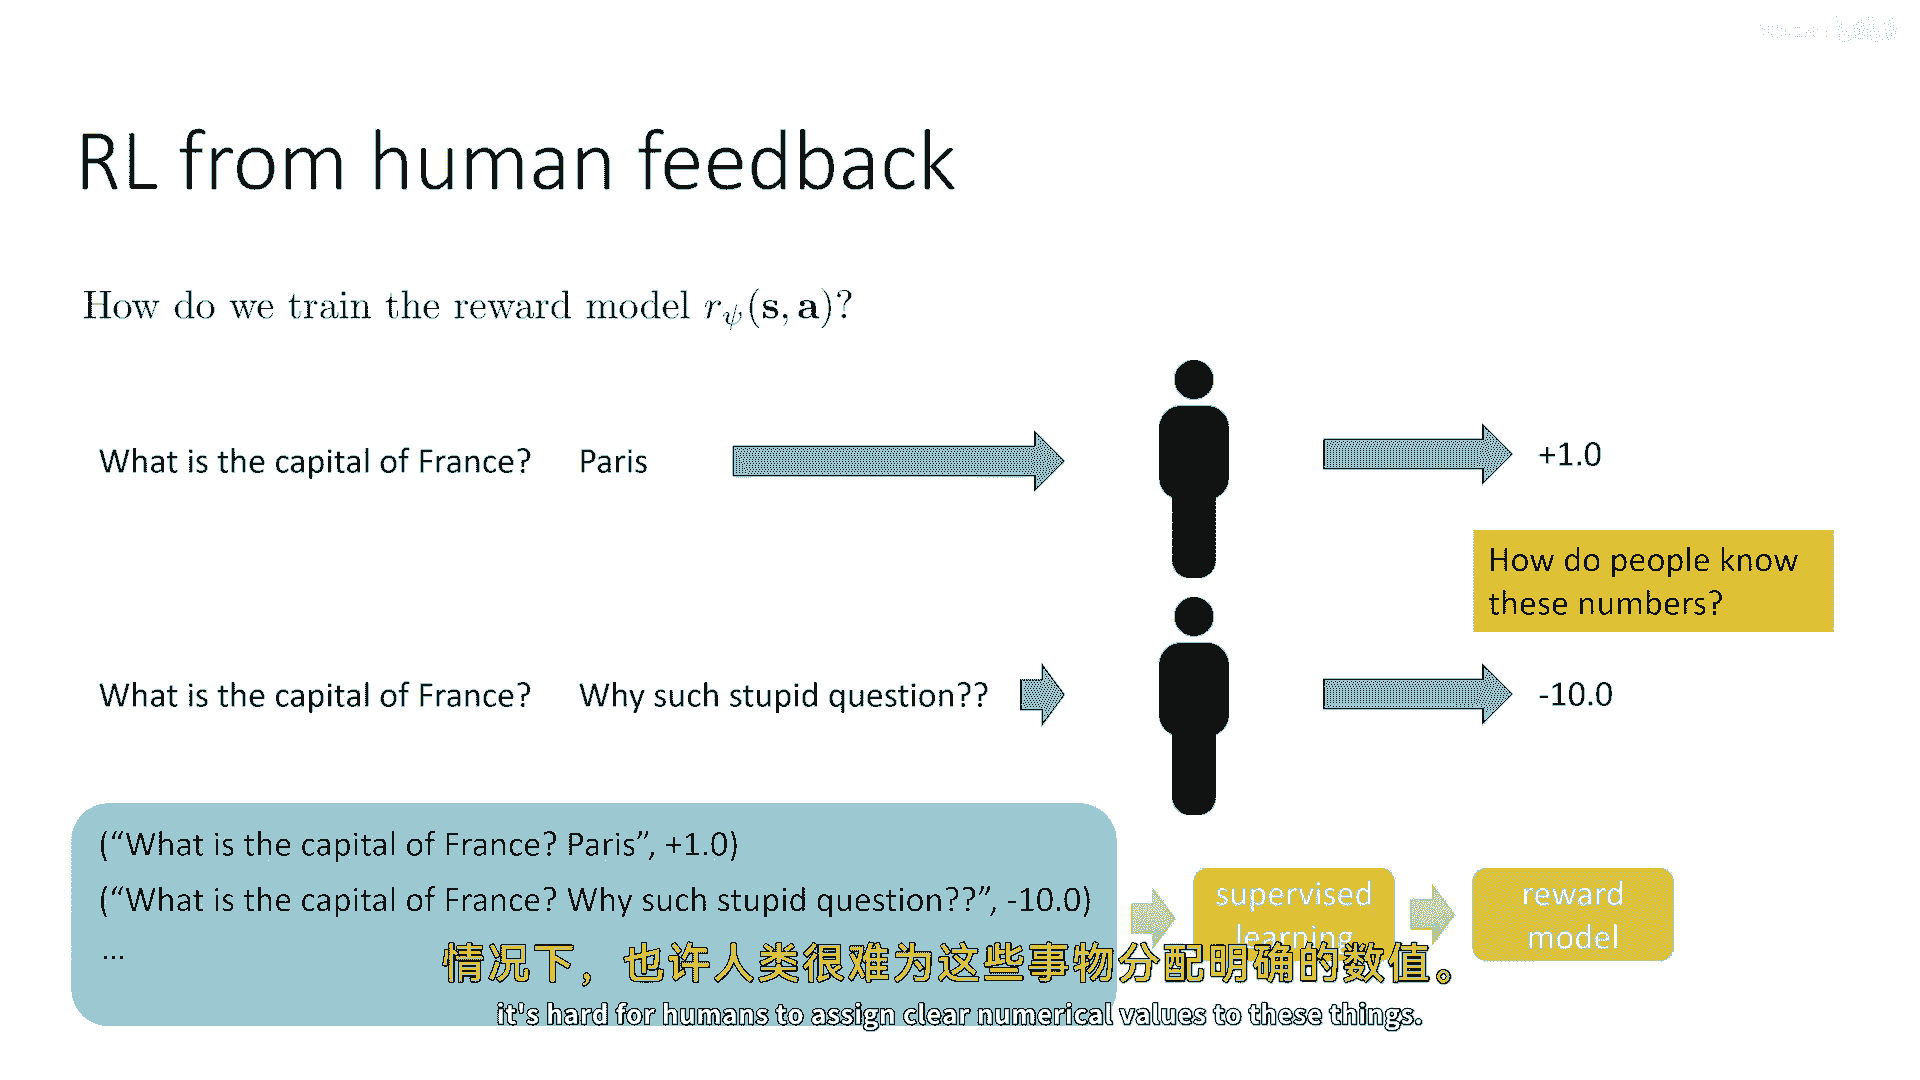 RL from human feedback
How do we train the reward model r_ψ(s, a)?
What is the capital of France? Paris
+1.0
How do people know
these numbers?
What is the capital of France? Why such stupid question??
-10.0
(“What is the capital of France? Paris”, +1.0)
(“What is the capital of France? Why such stupid question??”, -10.0)
...
supervised
learning
reward
model
情况下，也许人类很难为这些事物分配明确的数值。
it's hard for humans to assign clear numerical values to these things.